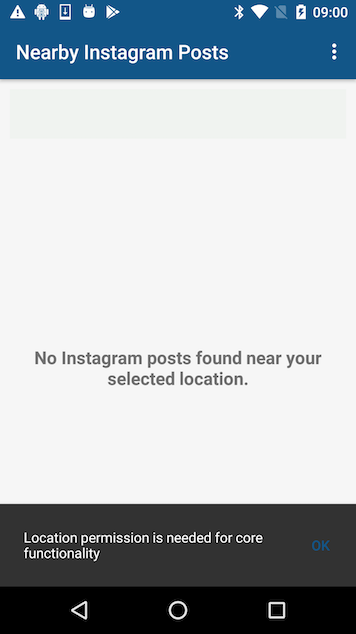 09:00
Nearby Instagram Posts
No Instagram posts found near your
selected location.
Location permission is needed for core
functionality
OK